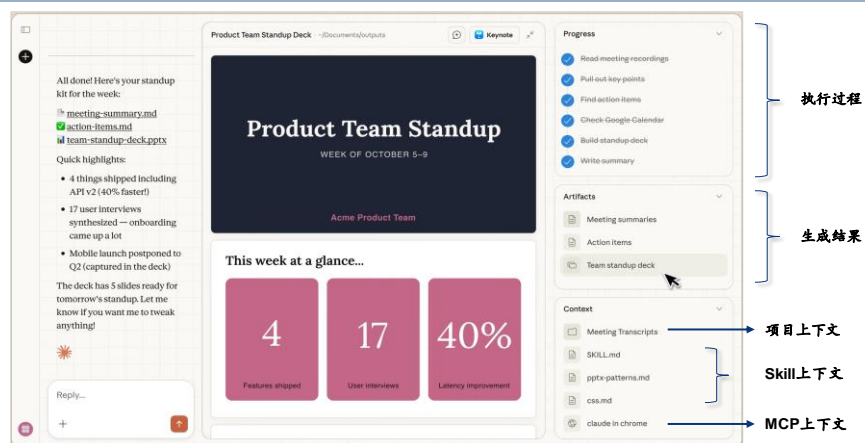 All done! Here's your standup
kit for the week:
meeting-summary.md
action-items.md
team-standup-deck.pptx
Quick highlights:
• 4 things shipped including
API v2 (40% faster!)
• 17 user interviews
synthesized — onboarding
came up a lot
• Mobile launch postponed to
Q2 (captured in the deck)
The deck has 5 slides ready for
tomorrow's standup. Let me
know if you want me to tweak
anything!
Reply...
Product Team Standup Deck - ~/Documents/outputs
Keynote
Product Team Standup
WEEK OF OCTOBER 5–9
Acme Product Team
This week at a glance...
4
Features shipped
17
User interviews
40%
Latency improvement
Progress
Read meeting recordings
Pull out key points
Find action items
Check Google Calendar
Build standup deck
Write summary
执行过程
Artifacts
Meeting summaries
Action items
Team standup deck
生成结果
Context
Meeting Transcripts
项目上下文
SKILL.md
pptx-patterns.md
css.md
Skill上下文
claude in chrome
MCP上下文